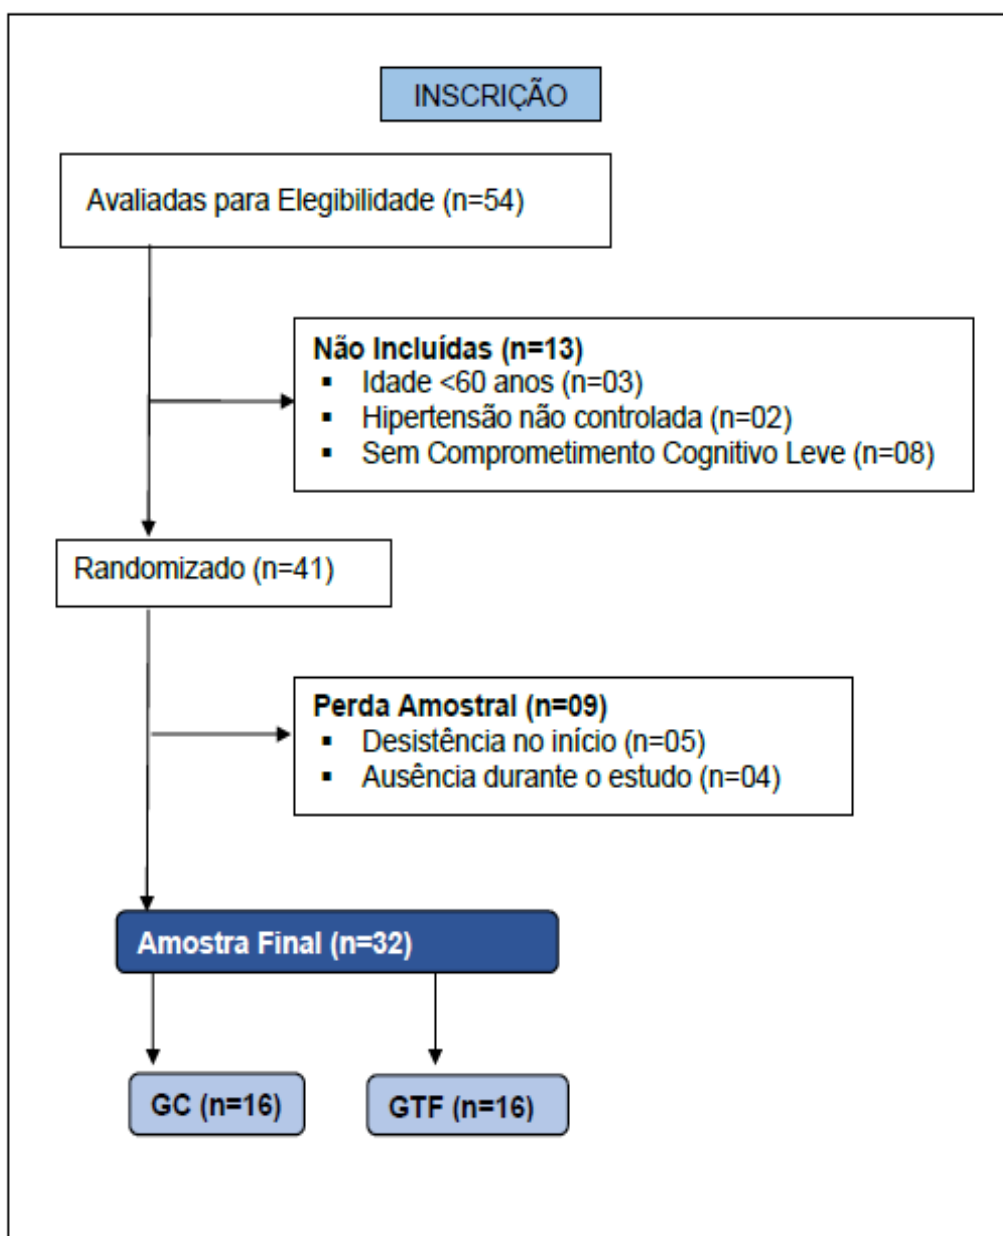 INSCRIÇÃO
Avaliadas para Elegibilidade (n=54)
Não Incluídas (n=13)
▪ Idade <60 anos (n=03)
▪ Hipertensão não controlada (n=02)
▪ Sem Comprometimento Cognitivo Leve (n=08)
Randomizado (n=41)
Perda Amostral (n=09)
▪ Desistência no início (n=05)
▪ Ausência durante o estudo (n=04)
Amostra Final (n=32)
GC (n=16)
GTF (n=16)